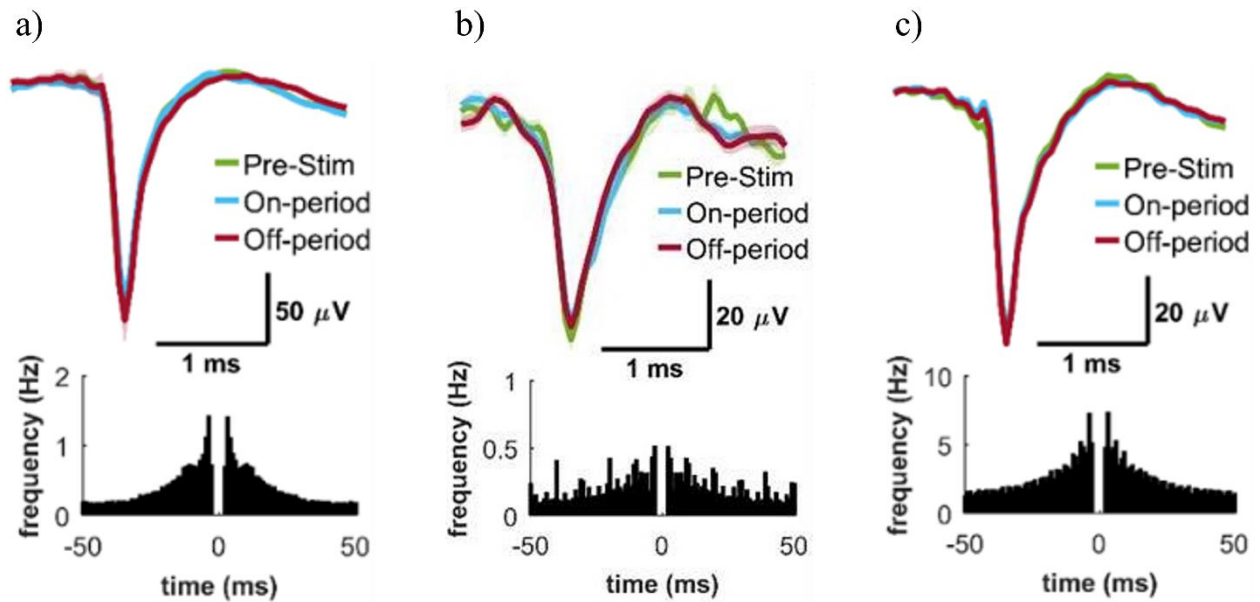 a)
Pre-Stim
On-period
Off-period
50 μV
1 ms
frequency (Hz)
2
1
0
-50 0 50
time (ms)
b)
Pre-Stim
On-period
Off-period
20 μV
1 ms
frequency (Hz)
1
0.5
0
-50 0 50
time (ms)
c)
Pre-Stim
On-period
Off-period
20 μV
1 ms
frequency (Hz)
10
5
0
-50 0 50
time (ms)